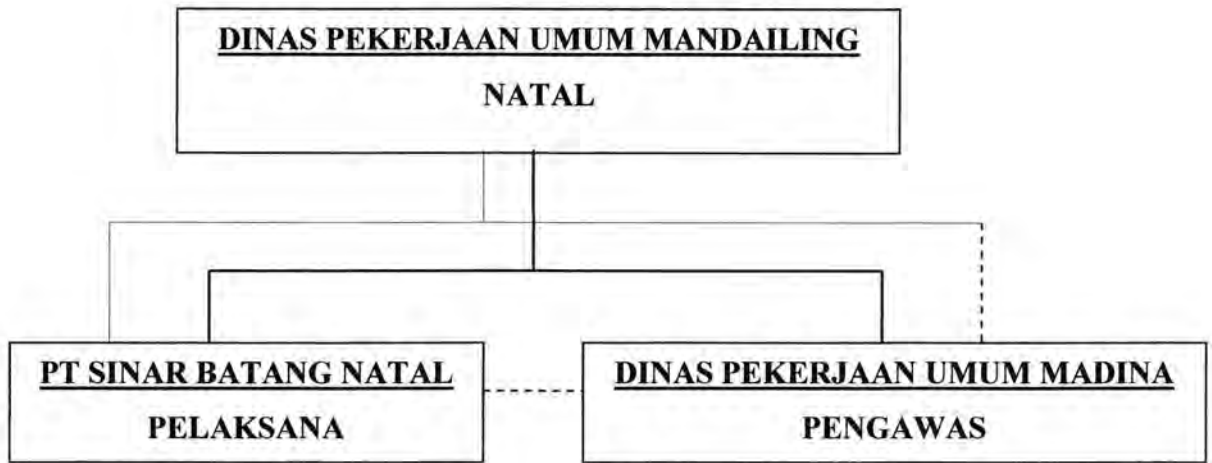 DINAS PEKERJAAN UMUM MANDAILING
NATAL
PT SINAR BATANG NATAL
PELAKSANA
DINAS PEKERJAAN UMUM MADINA
PENGAWAS